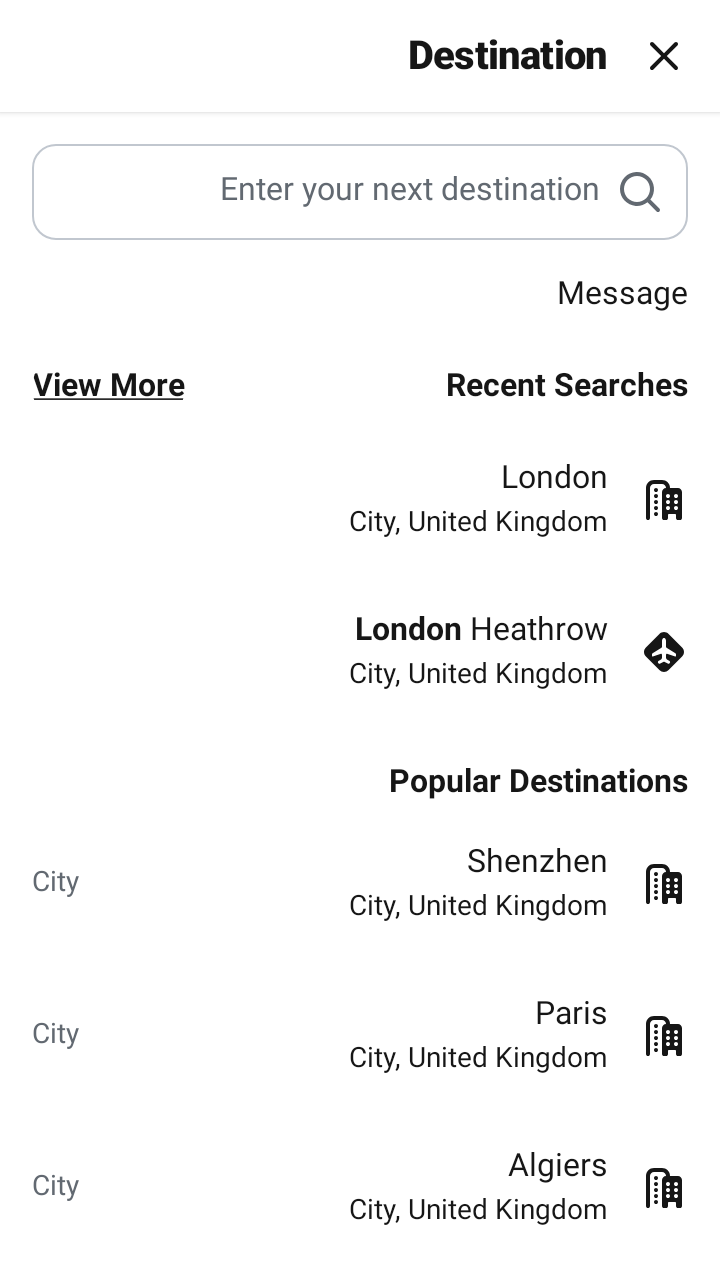 Destination
Enter your next destination
Message
Recent Searches
View More
London
City, United Kingdom
London Heathrow
City, United Kingdom
Popular Destinations
Shenzhen
City, United Kingdom
City
Paris
City, United Kingdom
City
Algiers
City, United Kingdom
City